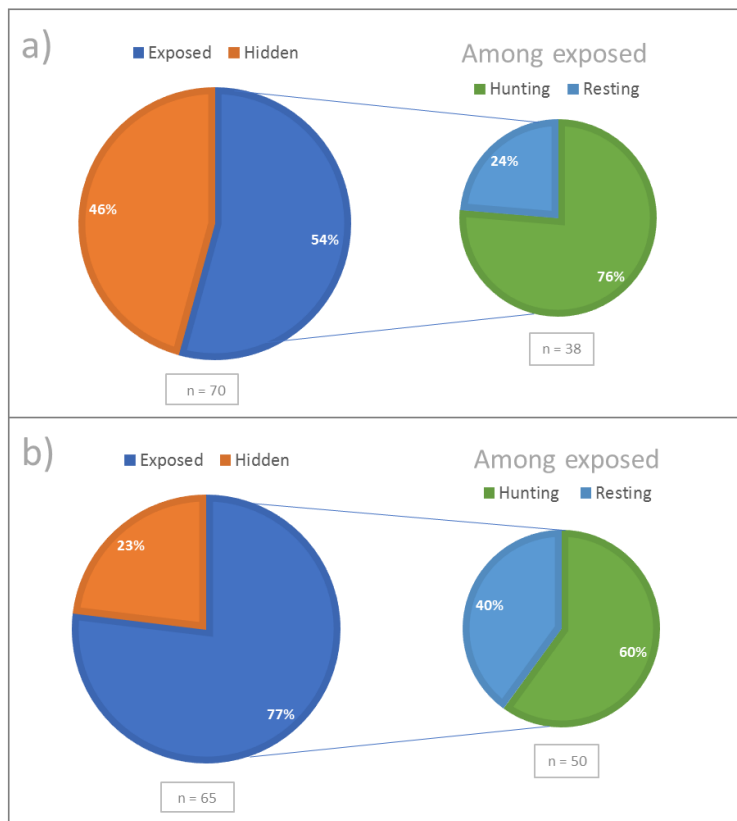 a)
Exposed Hidden
Among exposed
Hunting Resting
46%
54%
24%
76%
n = 70
n = 38
b)
Exposed Hidden
Among exposed
Hunting Resting
23%
77%
40%
60%
n = 65
n = 50